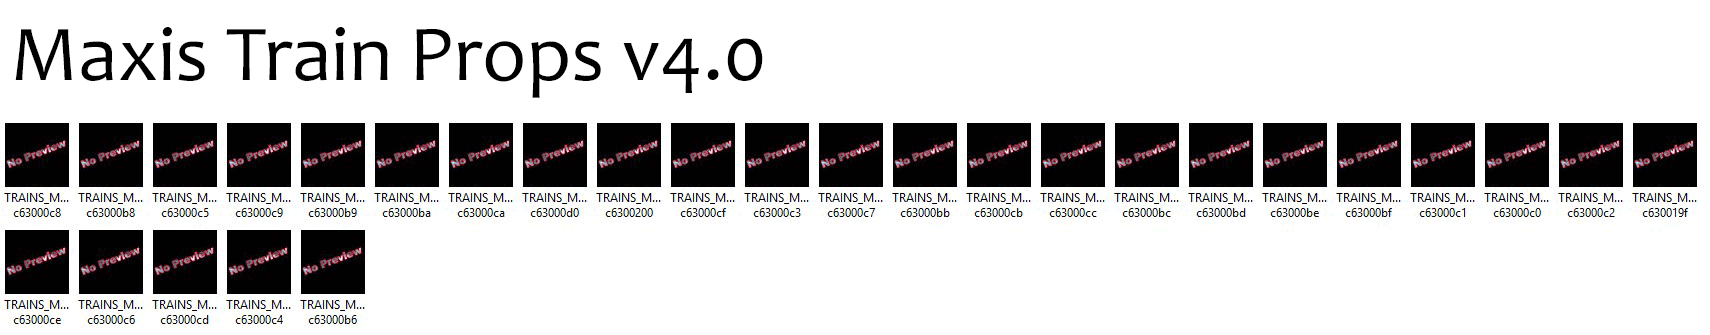 Maxis Train Props v4.0
No Preview No Preview No Preview No Preview No Preview No Preview No Preview No Preview No Preview No Preview No Preview No Preview No Preview No Preview No Preview No Preview No Preview No Preview No Preview No Preview No Preview No Preview No Preview
TRAINS_M... TRAINS_M... TRAINS_M... TRAINS_M... TRAINS_M... TRAINS_M... TRAINS_M... TRAINS_M... TRAINS_M... TRAINS_M... TRAINS_M... TRAINS_M... TRAINS_M... TRAINS_M... TRAINS_M... TRAINS_M... TRAINS_M... TRAINS_M... TRAINS_M... TRAINS_M... TRAINS_M... TRAINS_M... TRAINS_M...
c63000c8 c63000b8 c63000c5 c63000c9 c63000b9 c63000ba c63000ca c63000d0 c6300200 c63000cf c63000c3 c63000c7 c63000bb c63000cb c63000cc c63000bc c63000bd c63000be c63000bf c63000c1 c63000c0 c63000c2 c630019f
No Preview No Preview No Preview No Preview No Preview
TRAINS_M... TRAINS_M... TRAINS_M... TRAINS_M... TRAINS_M...
c63000ce c63000c6 c63000cd c63000c4 c63000b6